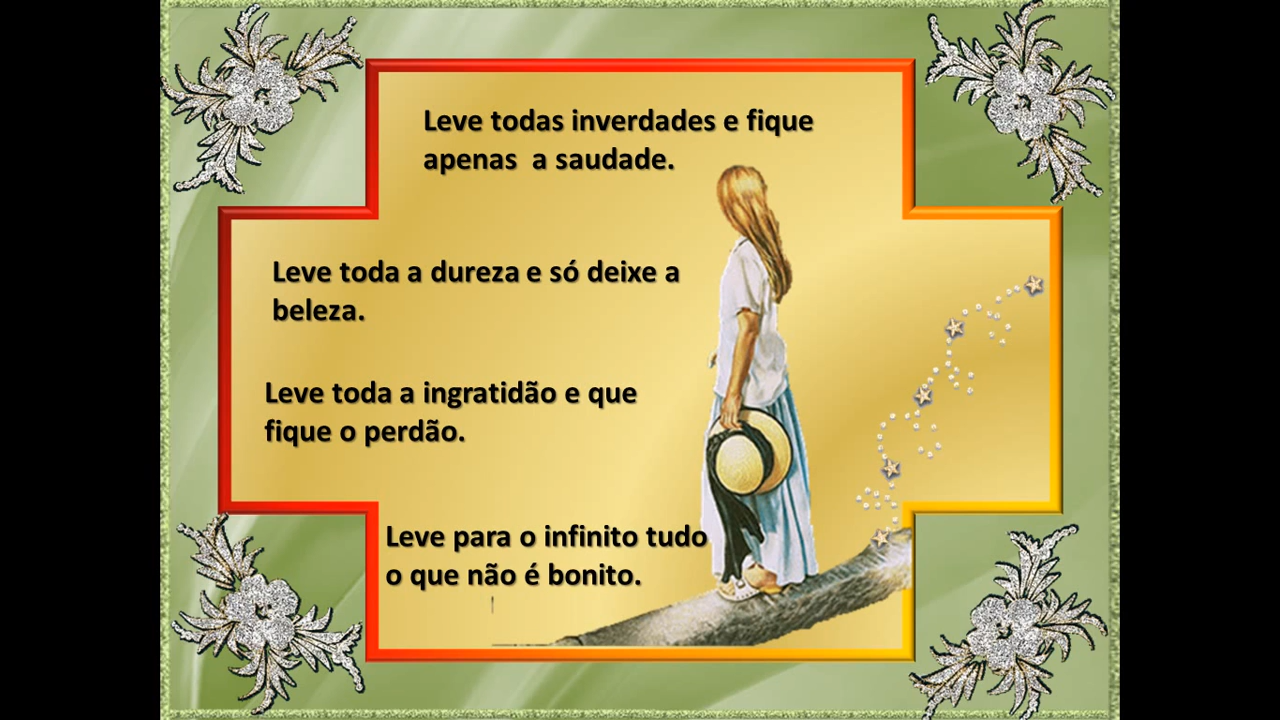 Leve todas inverdades e fique
apenas  a saudade.
Leve toda a dureza e só deixe a
beleza.
Leve toda a ingratidão e que
fique o perdão.
Leve para o infinito tudo
o que não é bonito.